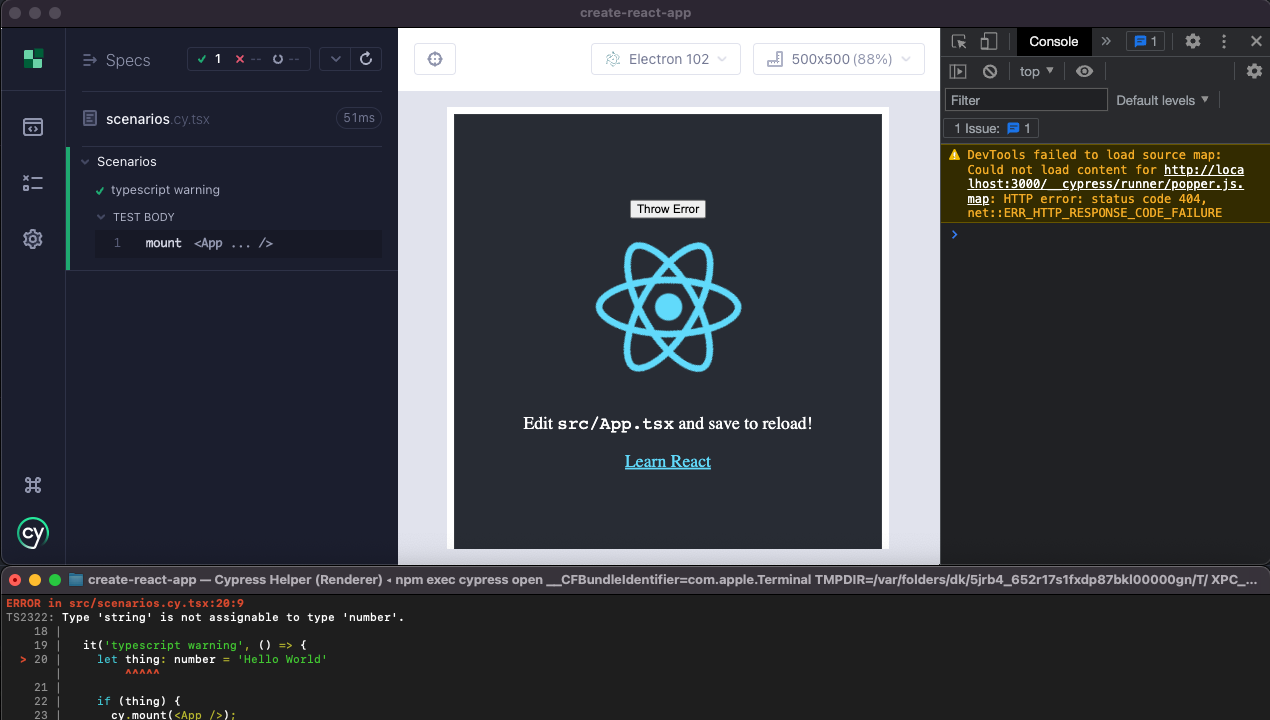 create-react-app
Specs
1 -- --
scenarios.cy.tsx
51ms
Scenarios
typescript warning
TEST BODY
1 mount <App ... />
cy
Electron 102
500x500 (88%)
Throw Error
Edit src/App.tsx and save to reload!
Learn React
Console
» 1
top ▼
Filter
Default levels ▼
1 Issue: 1
DevTools failed to load source map:
Could not load content for http://loca
lhost:3000/__cypress/runner/popper.js.
map: HTTP error: status code 404,
net::ERR_HTTP_RESPONSE_CODE_FAILURE
create-react-app — Cypress Helper (Renderer) ◂ npm exec cypress open __CFBundleIdentifier=com.apple.Terminal TMPDIR=/var/folders/dk/5jrb4_652r17s1fxdp87bkl00000gn/T/ XPC_...
ERROR in src/scenarios.cy.tsx:20:9
TS2322: Type 'string' is not assignable to type 'number'.
18 |
19 | it('typescript warning', () => {
> 20 | let thing: number = 'Hello World'
| ^^^^^
21 |
22 | if (thing) {
23 | cy.mount(<App />);